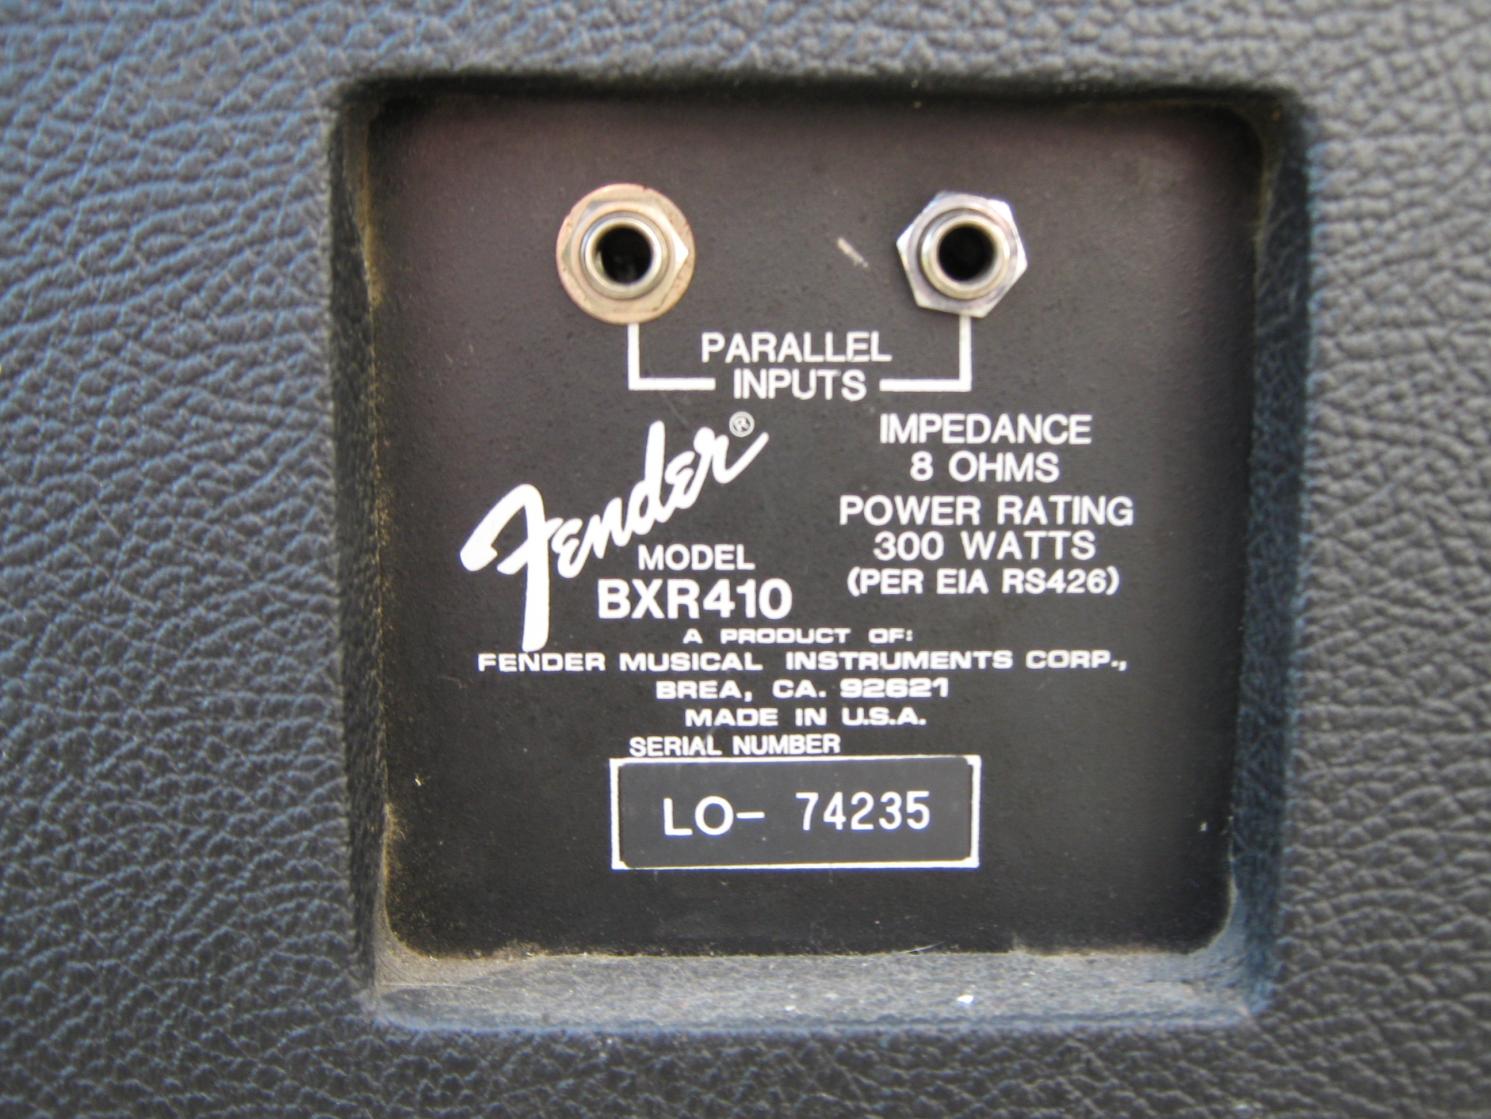 PARALLEL
INPUTS
Fender®
IMPEDANCE
8 OHMS
POWER RATING
300 WATTS
(PER EIA RS426)
MODEL
BXR410
A PRODUCT OF:
FENDER MUSICAL INSTRUMENTS CORP.,
BREA, CA. 92621
MADE IN U.S.A.
SERIAL NUMBER
LO- 74235